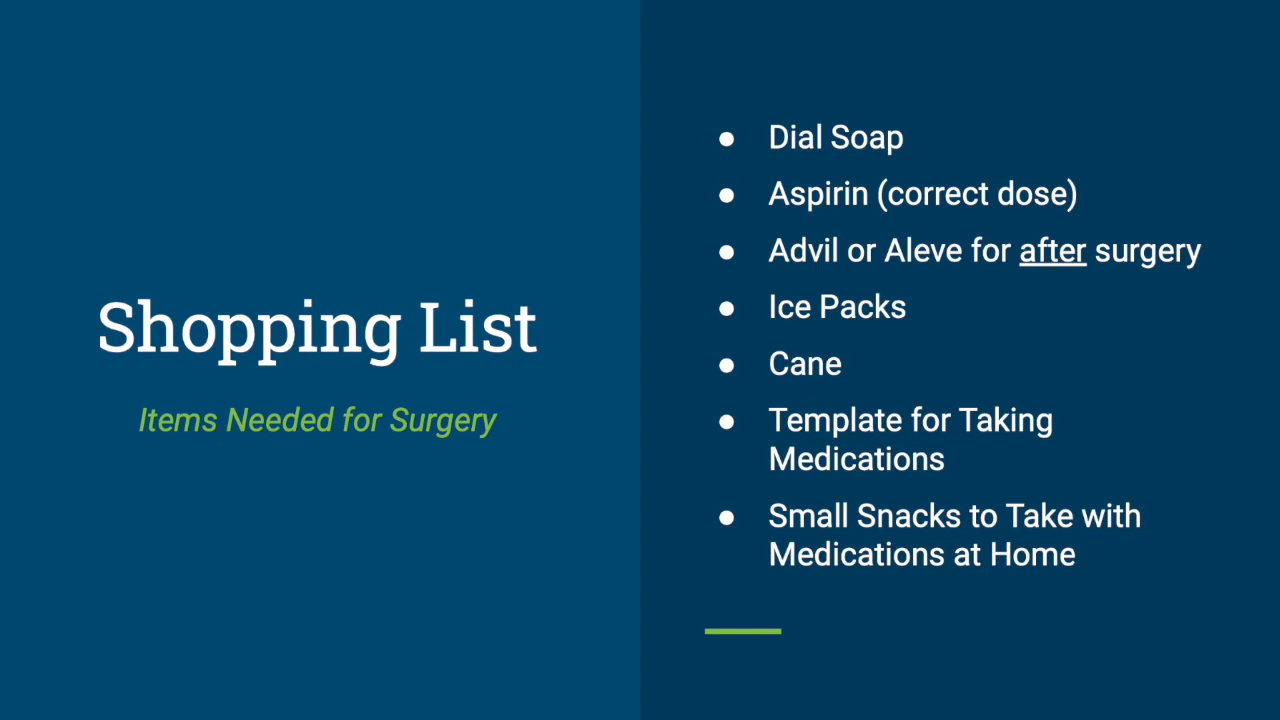 Shopping List
Items Needed for Surgery
● Dial Soap
● Aspirin (correct dose)
● Advil or Aleve for after surgery
● Ice Packs
● Cane
● Template for Taking
Medications
● Small Snacks to Take with
Medications at Home